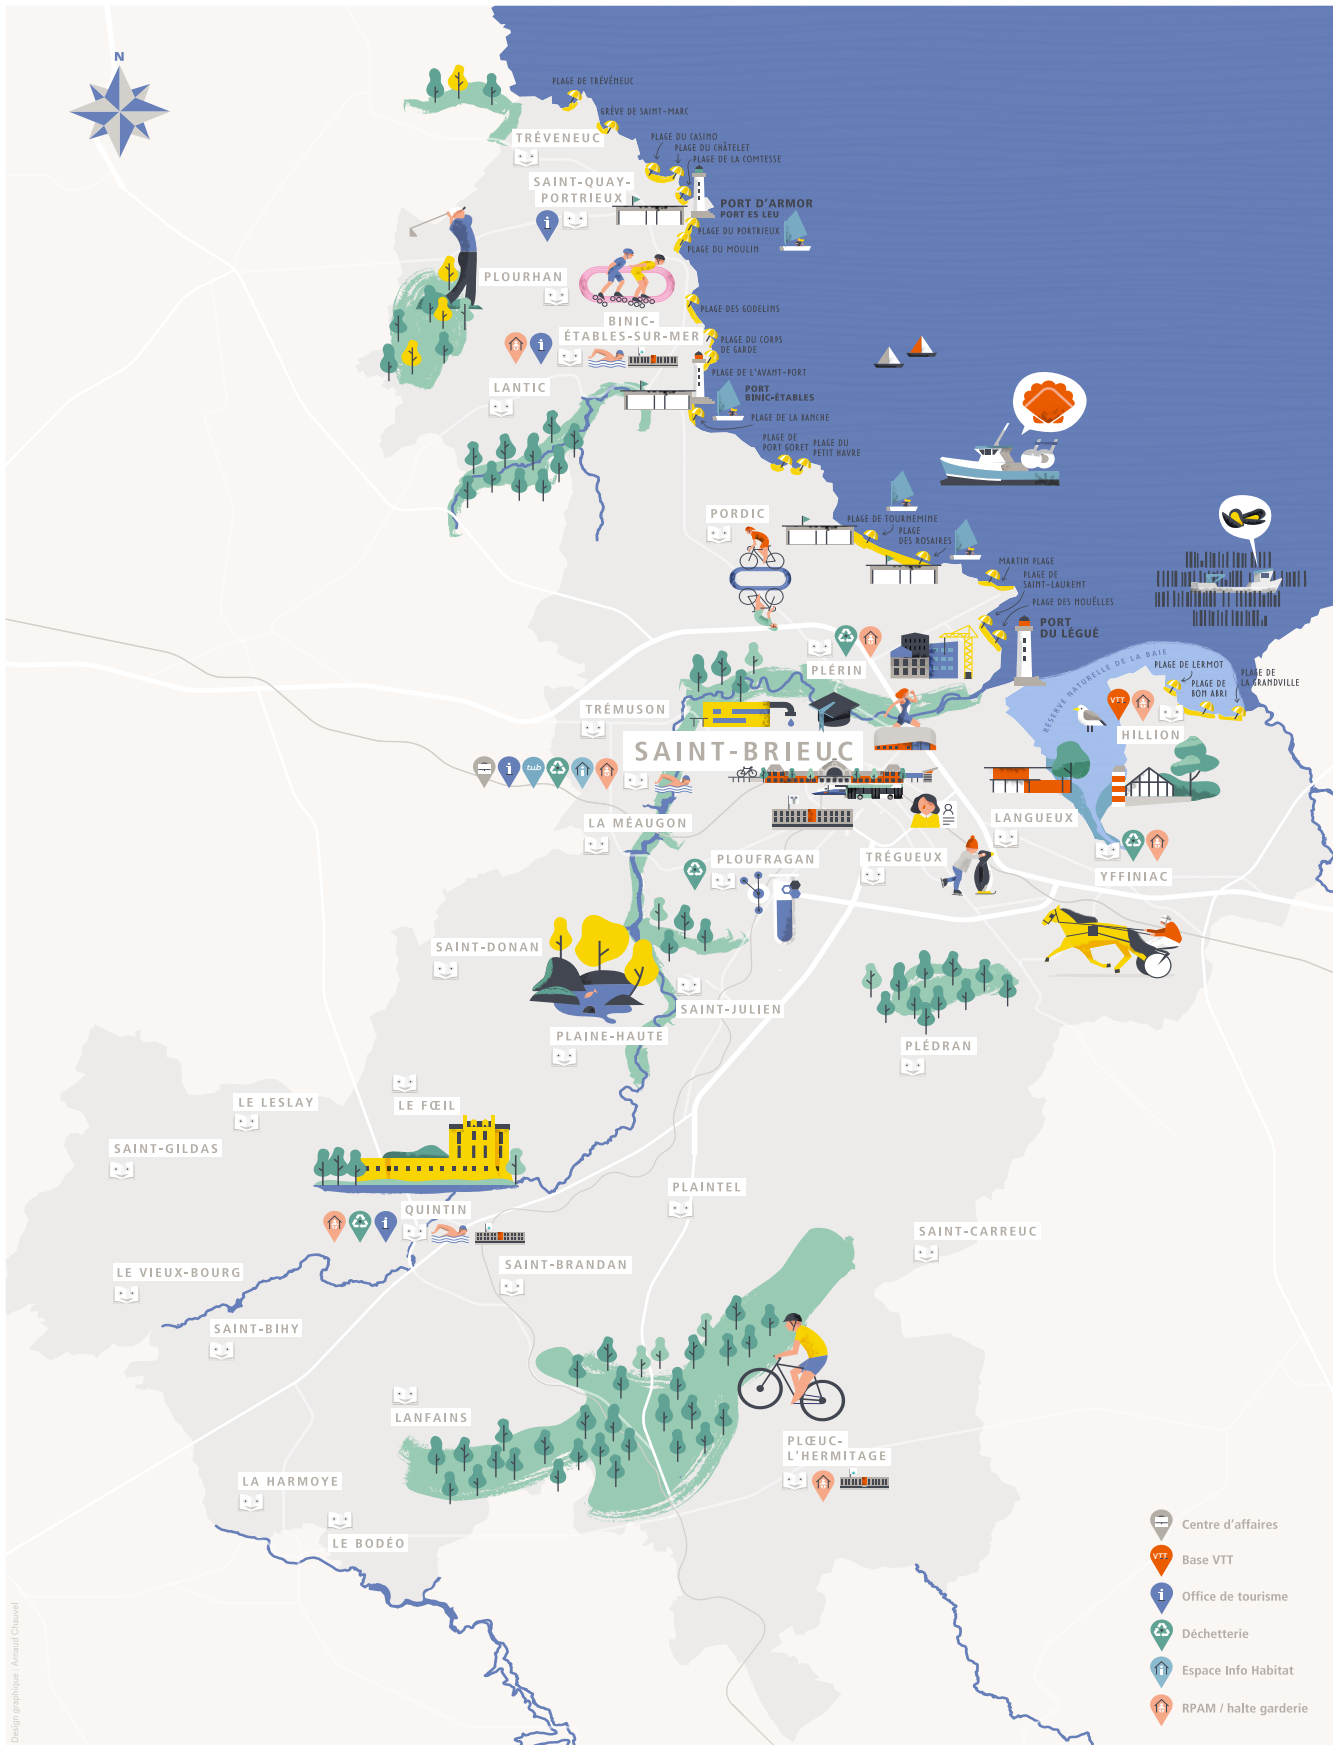 N
PLAGE DE TRÉVENEUC
GRÈVE DE SAINT-MARC
TRÉVENEUC
PLAGE DU CASINO
PLAGE DU CHÂTELET
PLAGE DE LA COMTESSE
SAINT-QUAY-
PORTRIEUX
PORT D'ARMOR
PORT ES LEU
i
PLAGE DU PORTRIEUX
PLAGE DU MOULIN
PLOURHAN
PLAGE DES GODELINS
BINIC-
ÉTABLES-SUR-MER
i
PLAGE DU CORPS
DE GARDE
PLAGE DE L'AVANT-PORT
LANTIC
PORT
BINIC-ÉTABLES
PLAGE DE LA BANCHE
PLAGE DE
PORT GORET
PLAGE DU
PETIT HAVRE
PORDIC
PLAGE DE TOURNEMINE
PLAGE
DES ROSAIRES
MARTIN PLAGE
PLAGE DE
SAINT-LAURENT
PLAGE DES NOUËLLES
PORT
DU LÉGUÉ
PLÉRIN
RÉSERVE NATURELLE DE LA BAIE
PLAGE DE LERMOT
PLAGE DE
BON ABRI
PLAGE DE
LA GRANDVILLE
VTT
HILLION
TRÉMUSON
SAINT-BRIEUC
i
tub
LA MÉAUGON
LANGUEUX
PLOUFRAGAN
TRÉGUEUX
YFFINIAC
SAINT-DONAN
SAINT-JULIEN
PLAINE-HAUTE
PLÉDRAN
LE LESLAY
LE FŒIL
SAINT-GILDAS
PLAINTEL
QUINTIN
i
SAINT-CARREUC
SAINT-BRANDAN
LE VIEUX-BOURG
SAINT-BIHY
LANFAINS
PLŒUC-
L'HERMITAGE
LA HARMOYE
LE BODÉO
Centre d'affaires
VTT
Base VTT
i
Office de tourisme
Déchetterie
Espace Info Habitat
RPAM / halte garderie
Design graphique : Arnaud Chauvel